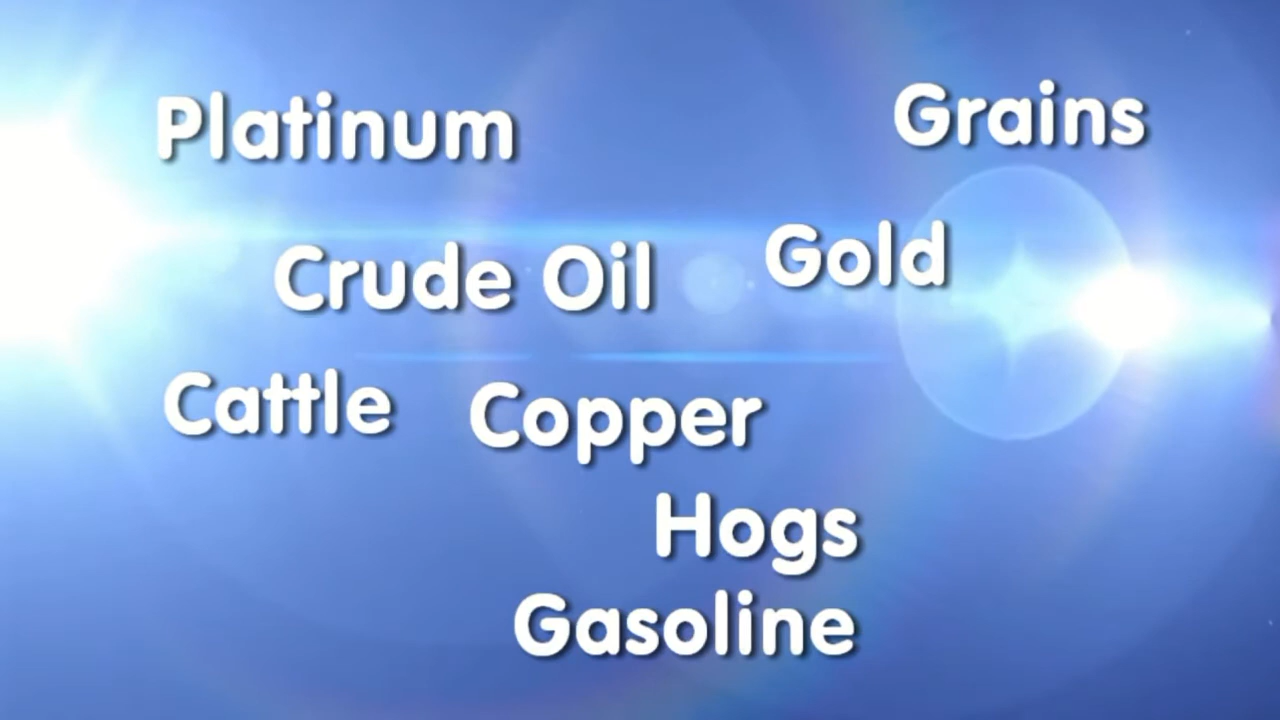 Platinum
Grains
Crude Oil
Gold
Cattle
Copper
Hogs
Gasoline